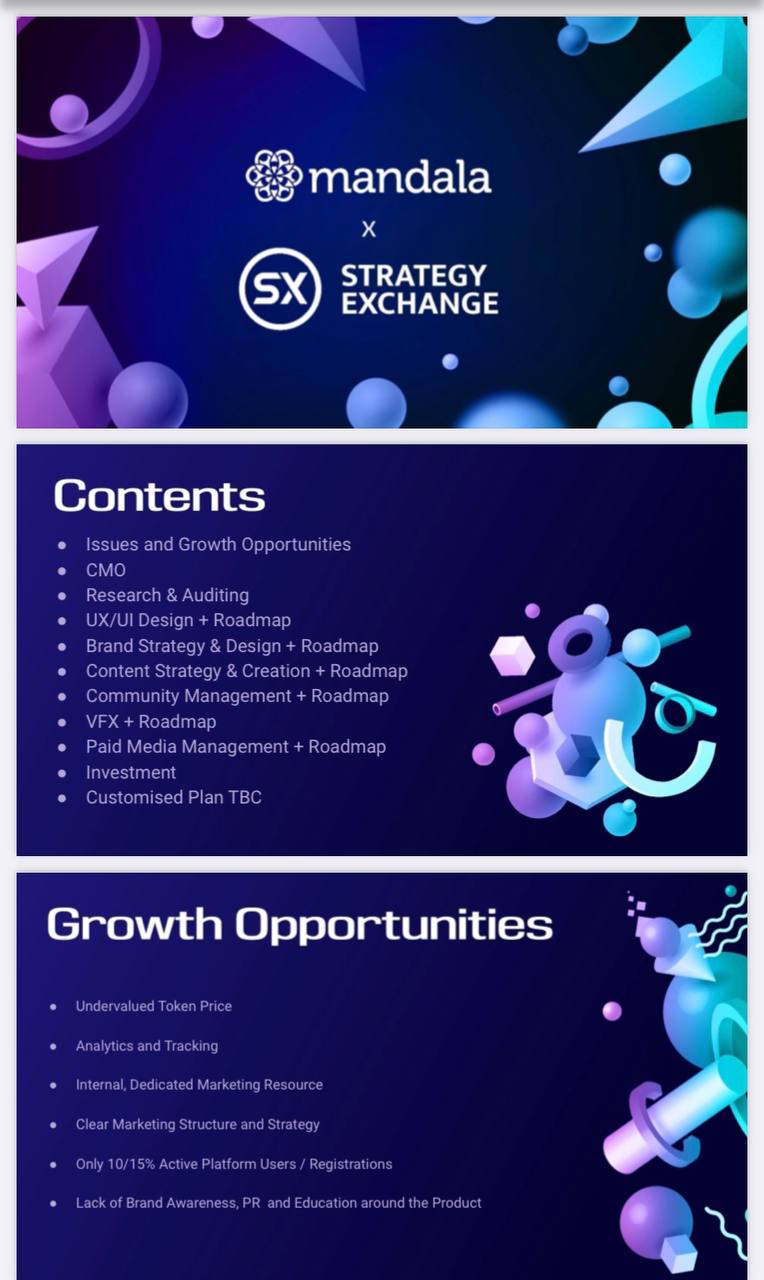 mandala
x
SX STRATEGY
EXCHANGE
Contents
● Issues and Growth Opportunities
● CMO
● Research & Auditing
● UX/UI Design + Roadmap
● Brand Strategy & Design + Roadmap
● Content Strategy & Creation + Roadmap
● Community Management + Roadmap
● VFX + Roadmap
● Paid Media Management + Roadmap
● Investment
● Customised Plan TBC
Growth Opportunities
● Undervalued Token Price
● Analytics and Tracking
● Internal, Dedicated Marketing Resource
● Clear Marketing Structure and Strategy
● Only 10/15% Active Platform Users / Registrations
● Lack of Brand Awareness, PR  and Education around the Product